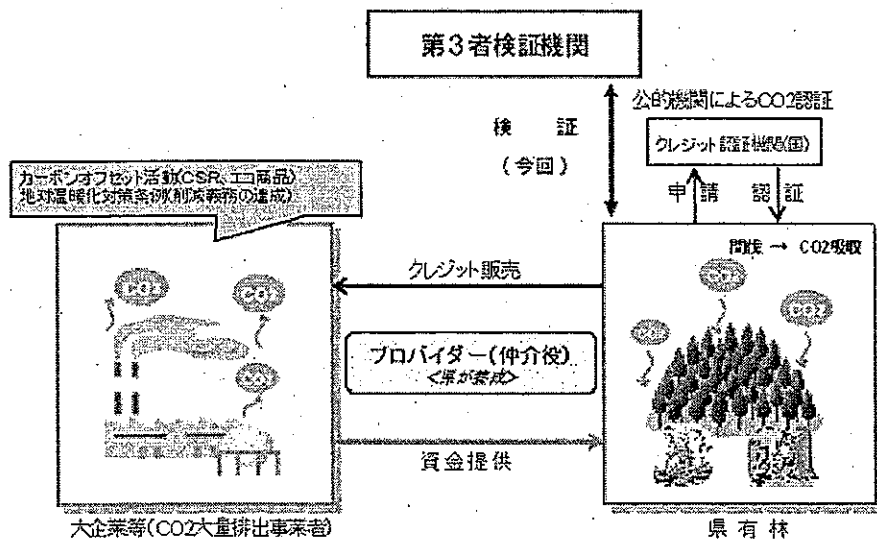 第3者検証機関
公的機関によるCO2認証
検　証
(今回)
クレジット認証機関(国)
申請　認証
カーボンオフセット活動(CSR、エコ商品)
地球温暖化対策条例(削減義務の達成)
間伐 → CO2吸収
CO2
CO2
CO2
CO2
CO2
クレジット販売
プロバイダー(仲介役)
<県が養成>
資金提供
大企業等(CO2大量排出事業者)
県有林